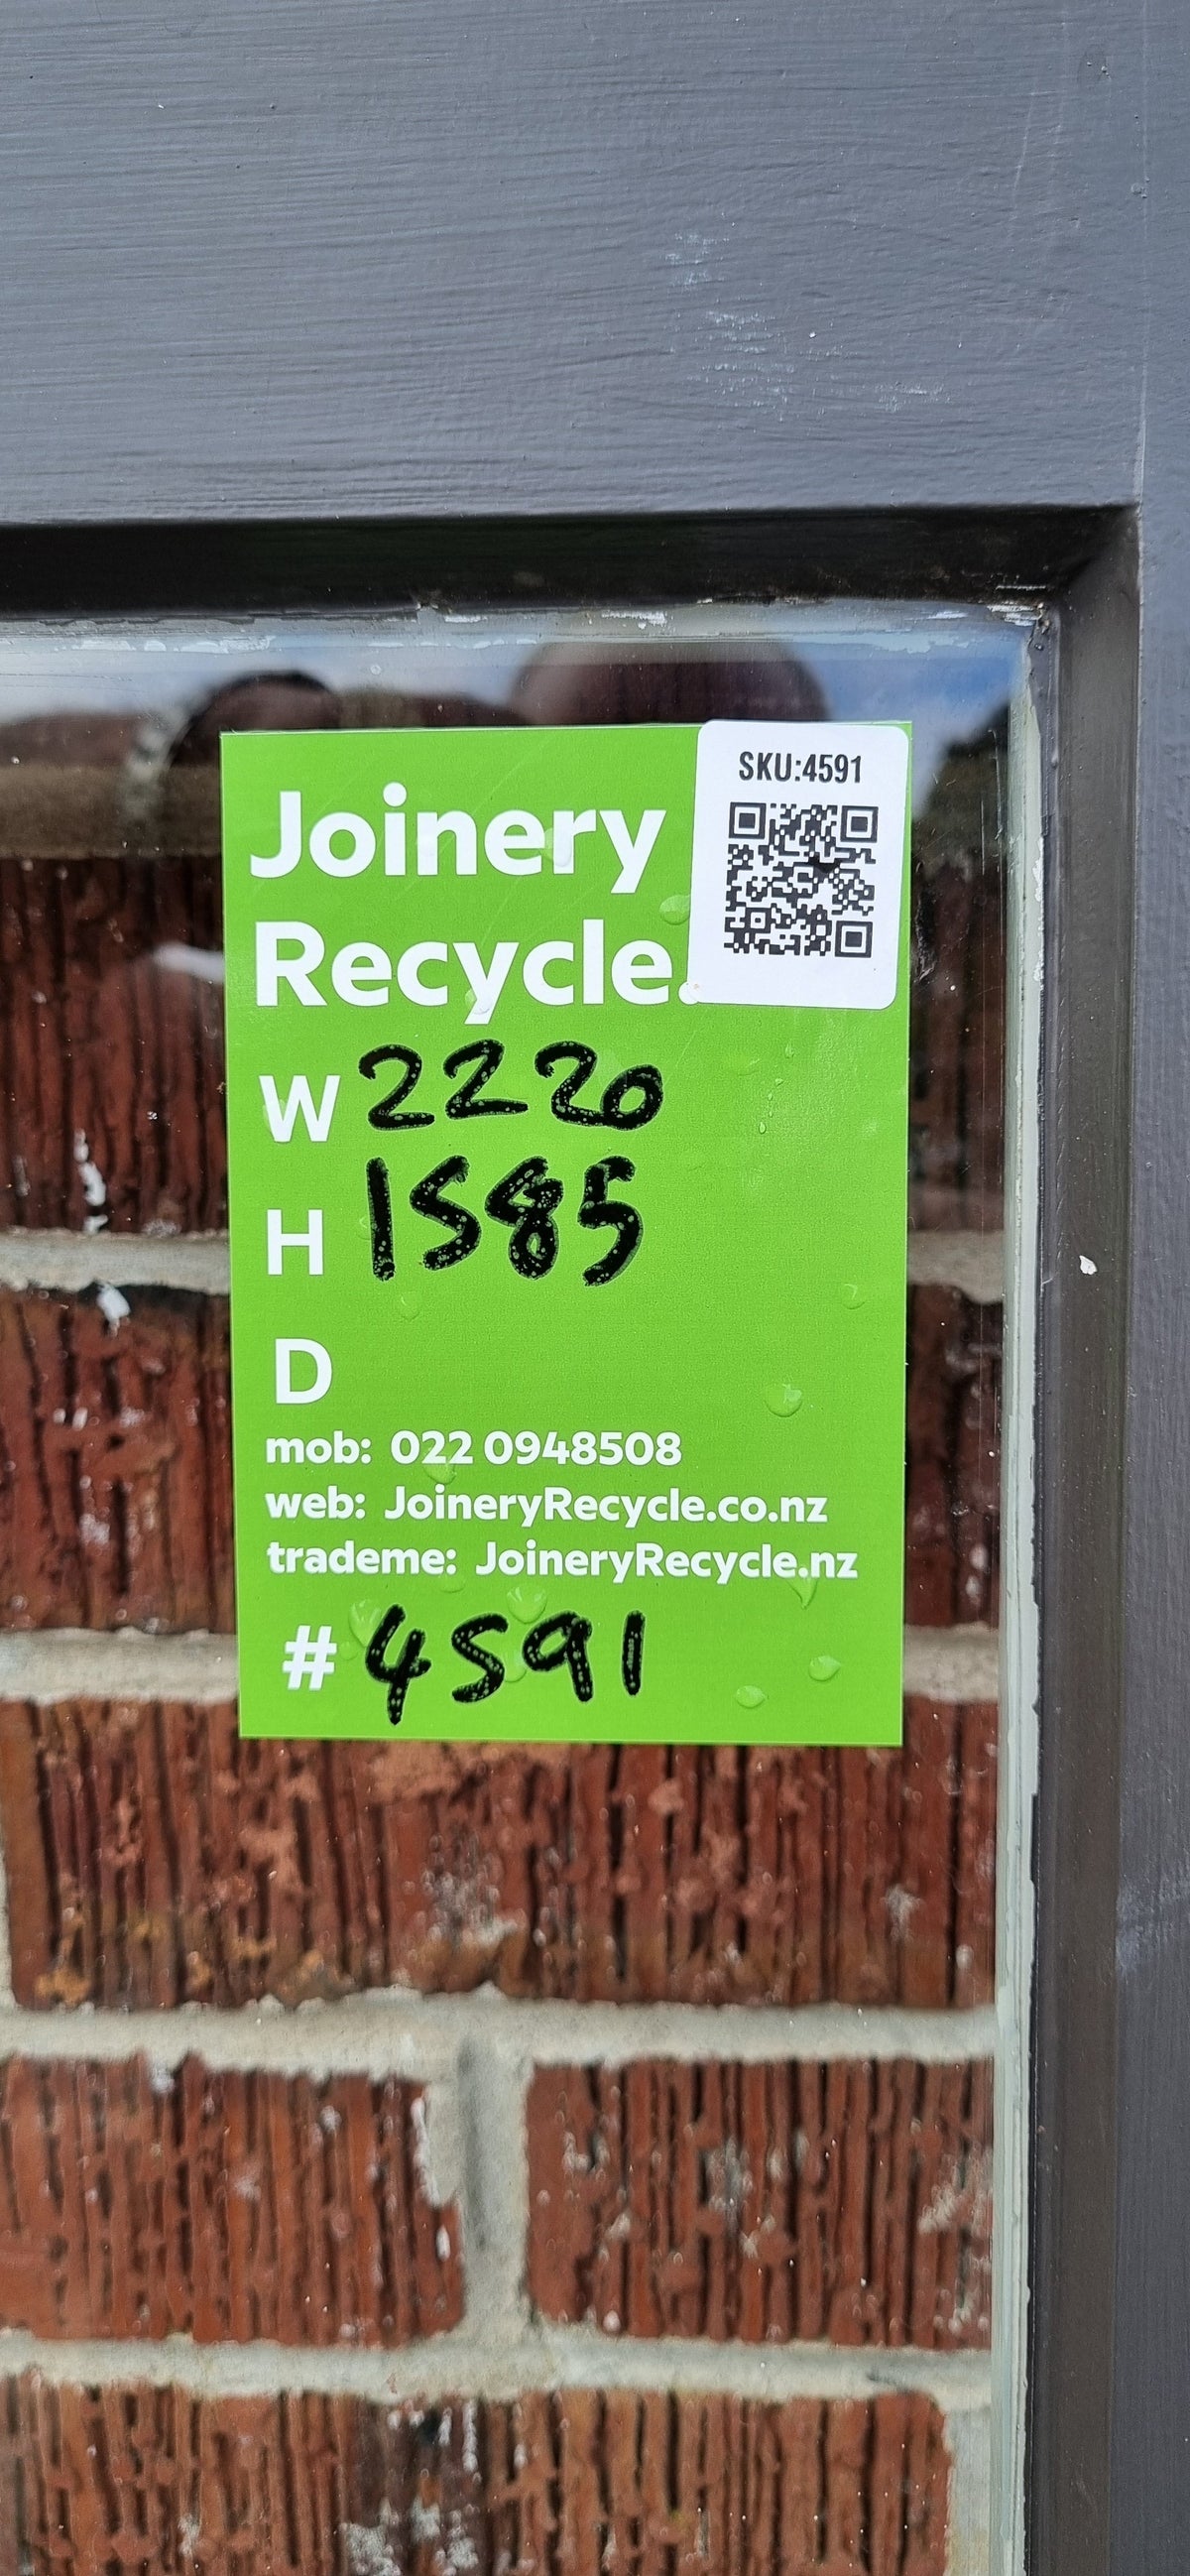 SKU:4591
Joinery
Recycle.
W 2220
H 1585
D
mob: 022 0948508
web: JoineryRecycle.co.nz
trademe: JoineryRecycle.nz
# 4591